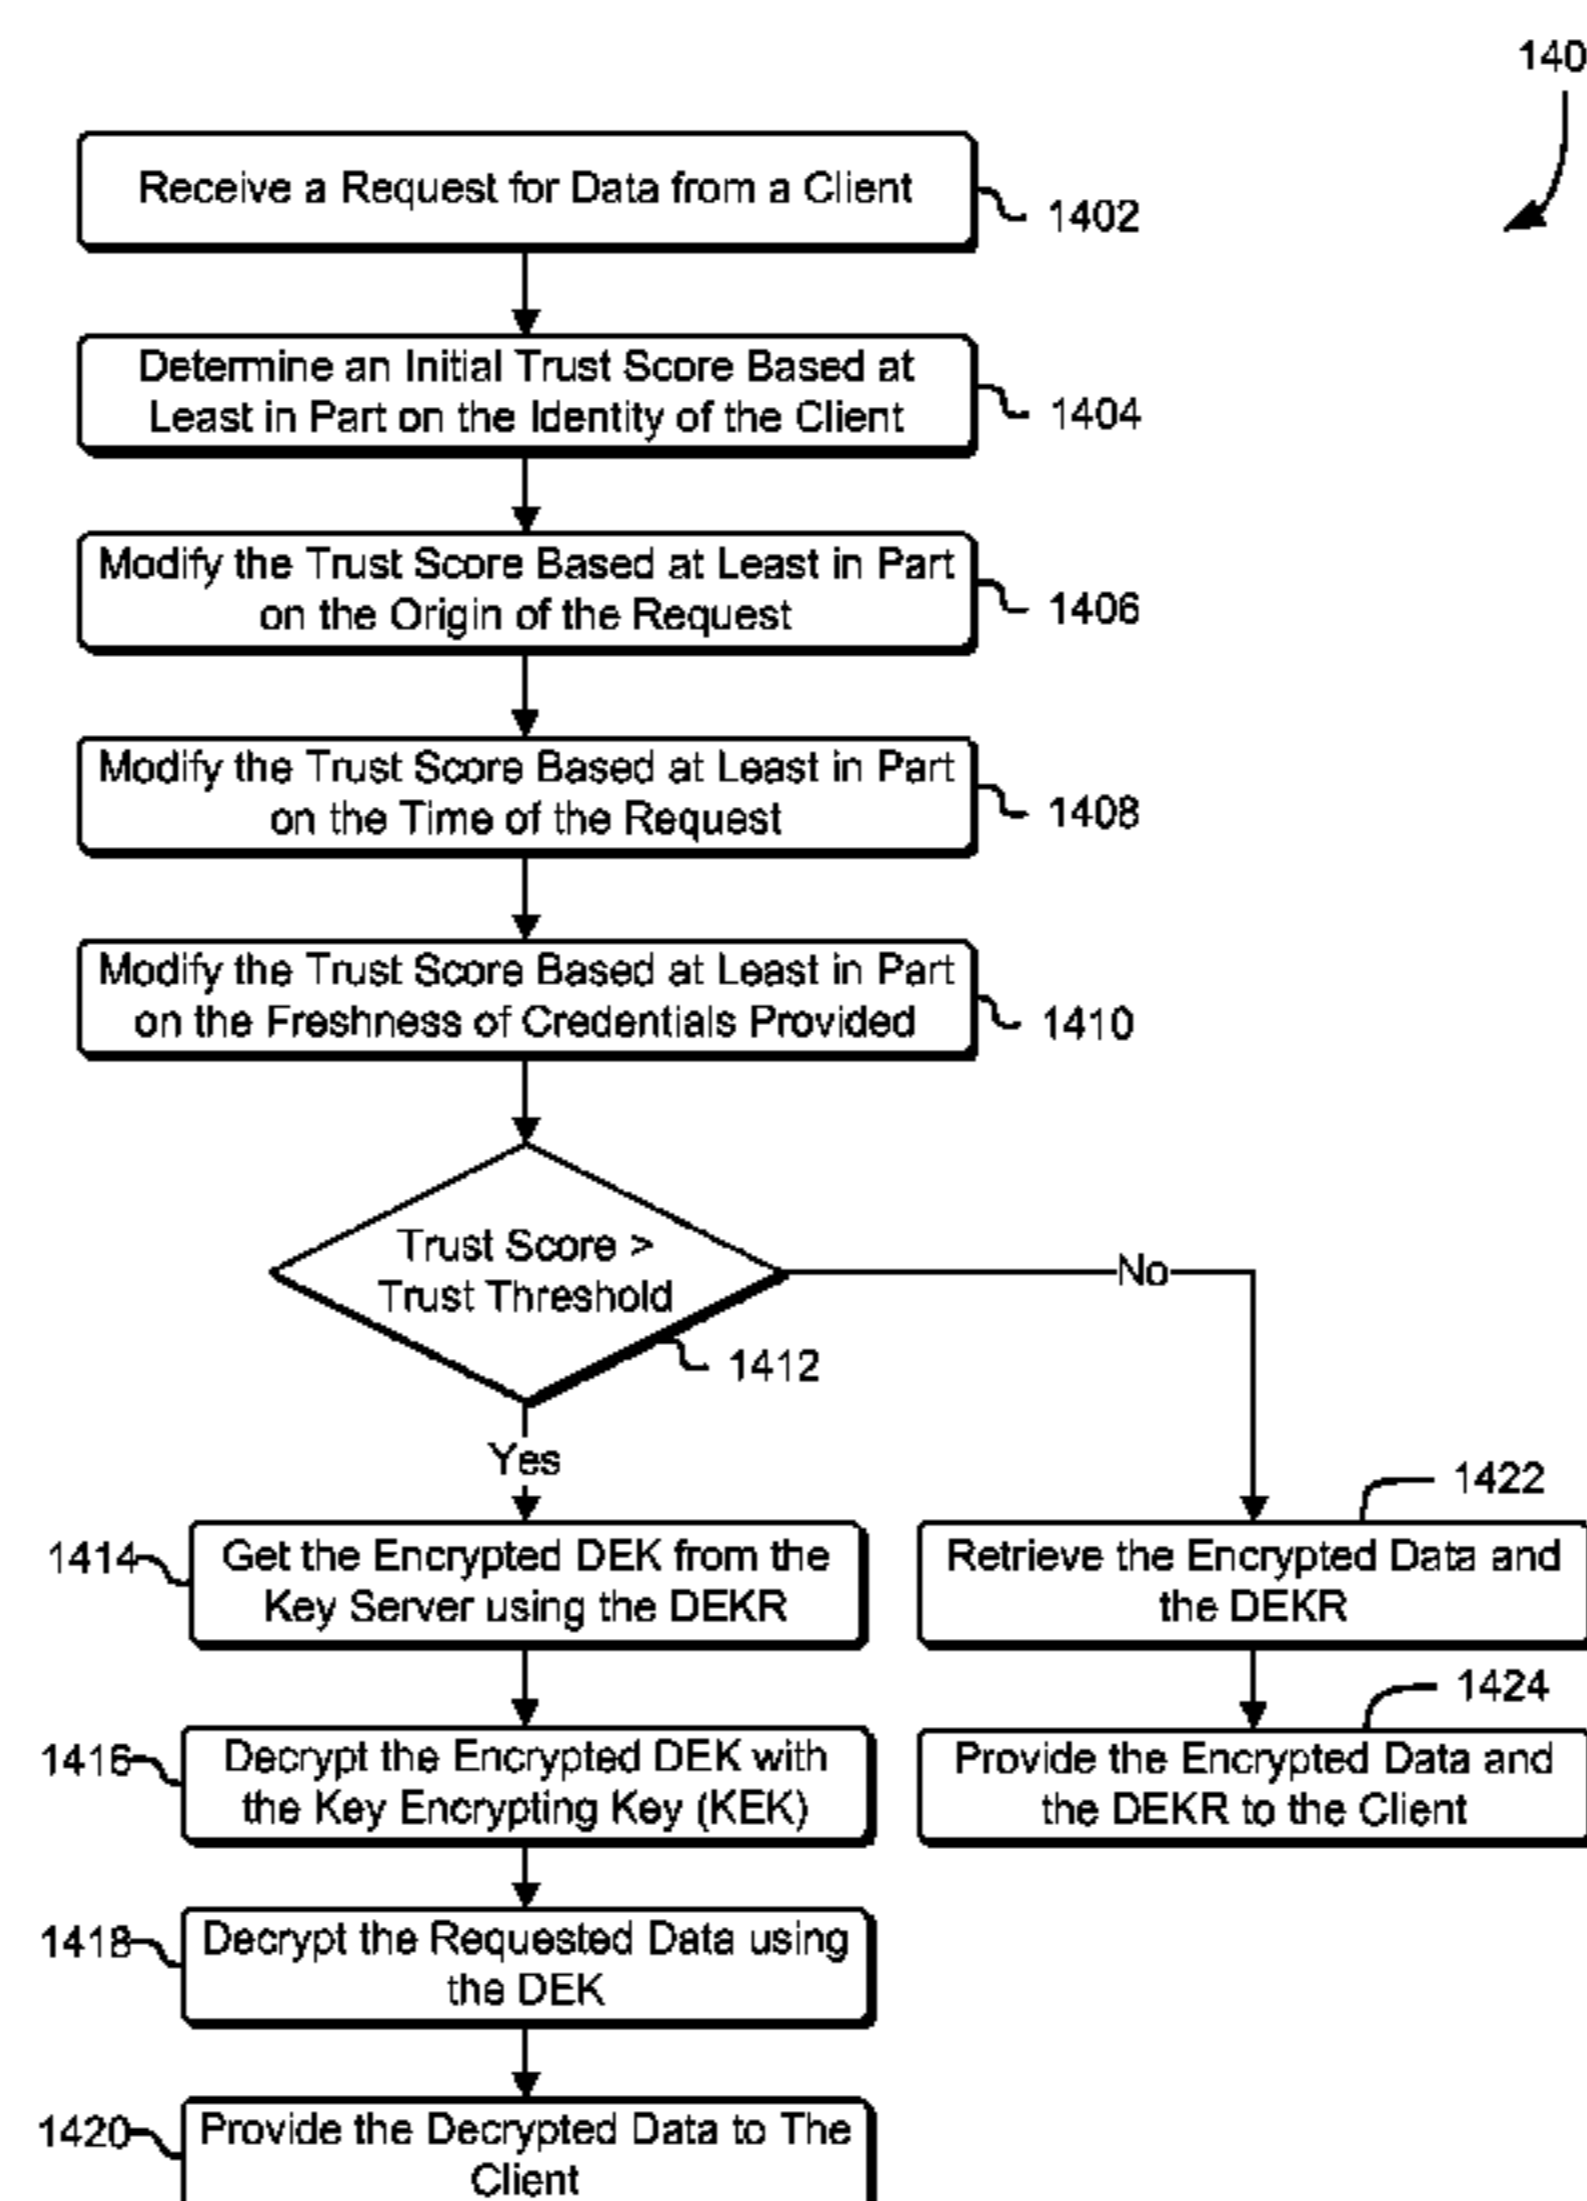 140
Receive a Request for Data from a Client
1402
Determine an Initial Trust Score Based at
Least in Part on the Identity of the Client
1404
Modify the Trust Score Based at Least in Part
on the Origin of the Request
1406
Modify the Trust Score Based at Least in Part
on the Time of the Request
1408
Modify the Trust Score Based at Least in Part
on the Freshness of Credentials Provided
1410
Trust Score >
Trust Threshold
No
1412
Yes
1422
1414
Get the Encrypted DEK from the
Key Server using the DEKR
Retrieve the Encrypted Data and
the DEKR
1424
1416
Decrypt the Encrypted DEK with
the Key Encrypting Key (KEK)
Provide the Encrypted Data and
the DEKR to the Client
1418
Decrypt the Requested Data using
the DEK
1420
Provide the Decrypted Data to The
Client